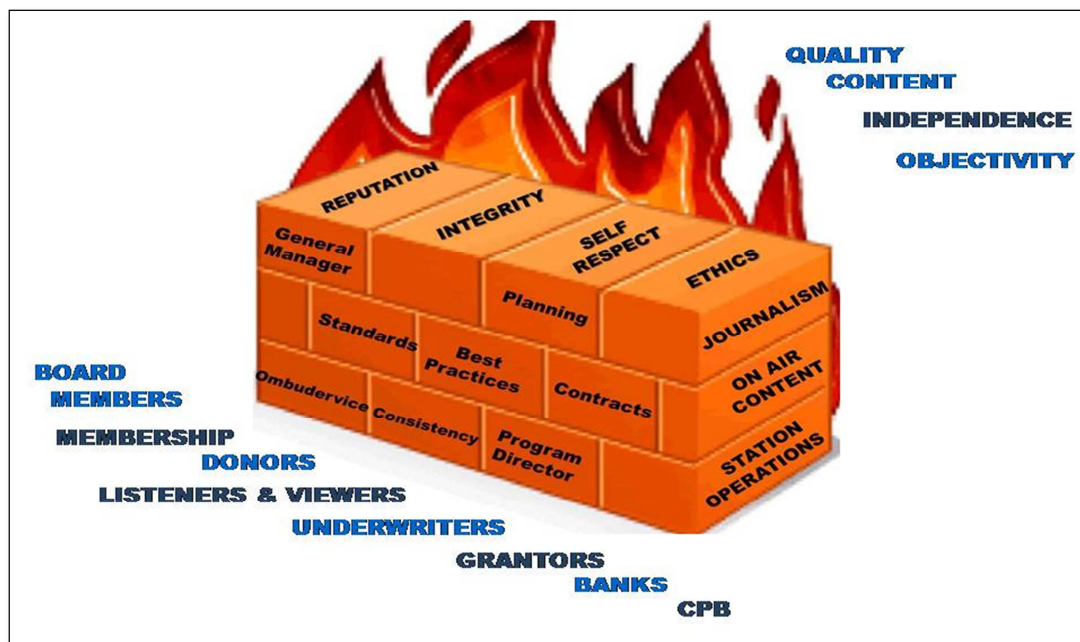 QUALITY
CONTENT
INDEPENDENCE
OBJECTIVITY
REPUTATION
INTEGRITY
SELF
RESPECT
ETHICS
General
Manager
Planning
JOURNALISM
Standards
Best
Practices
Contracts
ON AIR
CONTENT
Ombudervice
Consistency
Program
Director
STATION
OPERATIONS
BOARD
MEMBERS
MEMBERSHIP
DONORS
LISTENERS & VIEWERS
UNDERWRITERS
GRANTORS
BANKS
CPB